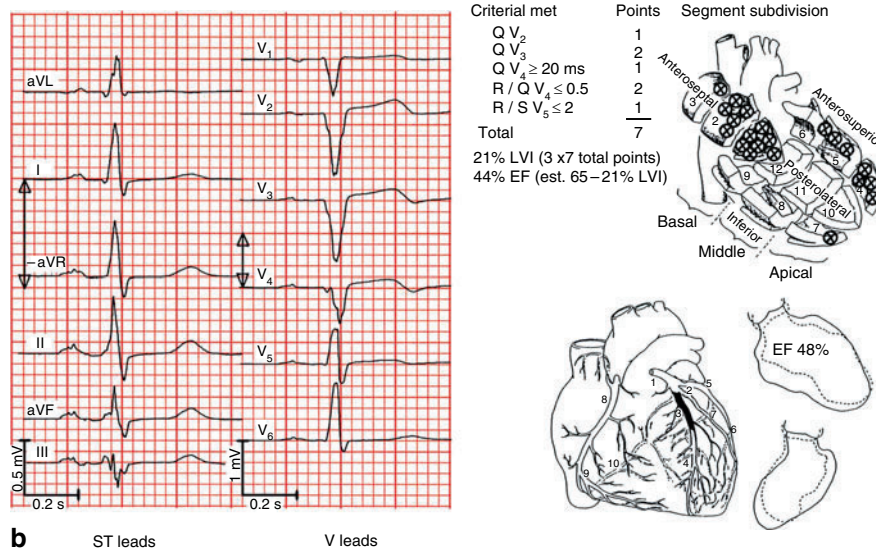 aVL
I
–aVR
II
aVF
III
0.5 mV
0.2 s
ST leads
V1
V2
V3
V4
V5
V6
1 mV
0.2 s
V leads
b
Criterial met Points
Q V2 1
Q V3 2
Q V4 ≥ 20 ms 1
R / Q V4 ≤ 0.5 2
R / S V5 ≤ 2 1
Total 7
21% LVI (3 x7 total points)
44% EF (est. 65–21% LVI)
Segment subdivision
Anteroseptal
Anterosuperio
Posterolateral
Inferior
Basal
Middle
Apical
3
2
6
5
4
9
12
11
8
10
7
1
2
5
3
7
6
8
4
9
10
EF 48%